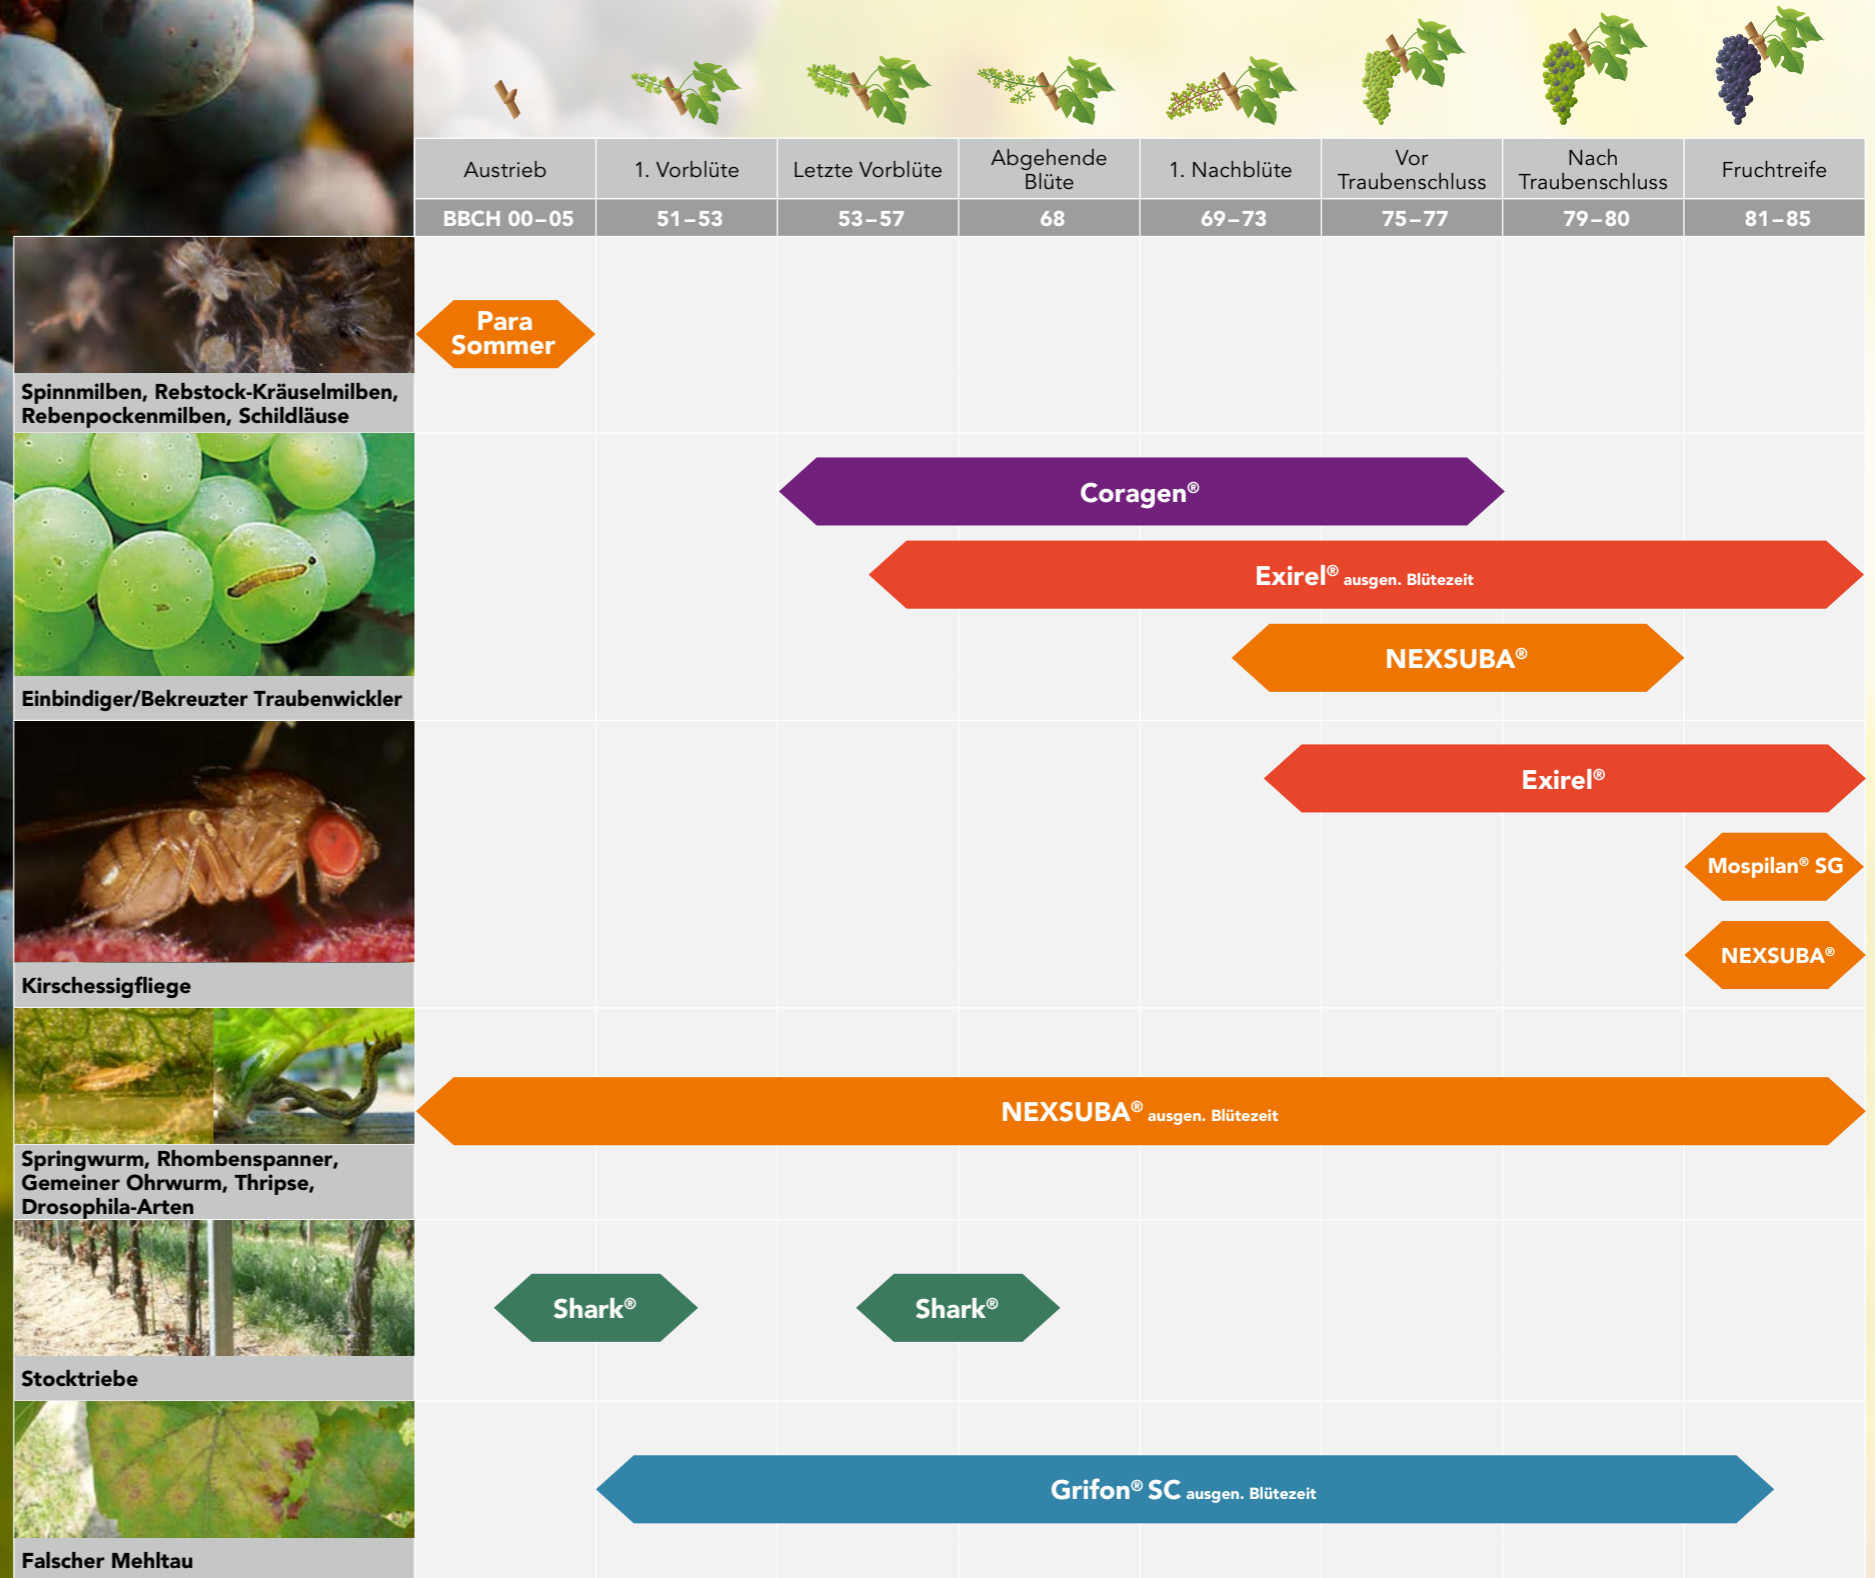 Austrieb
1. Vorblüte
Letzte Vorblüte
Abgehende
Blüte
1. Nachblüte
Vor
Traubenschluss
Nach
Traubenschluss
Fruchtreife
BBCH 00–05
51–53
53–57
68
69–73
75–77
79–80
81–85
Para
Sommer
Spinnmilben, Rebstock-Kräuselmilben,
Rebenpockenmilben, Schildläuse
Coragen®
Exirel® ausgen. Blütezeit
NEXSUBA®
Einbindiger/Bekreuzter Traubenwickler
Exirel®
Mospilan® SG
NEXSUBA®
Kirschessigfliege
NEXSUBA® ausgen. Blütezeit
Springwurm, Rhombenspanner,
Gemeiner Ohrwurm, Thripse,
Drosophila-Arten
Shark®
Shark®
Stocktriebe
Grifon® SC ausgen. Blütezeit
Falscher Mehltau